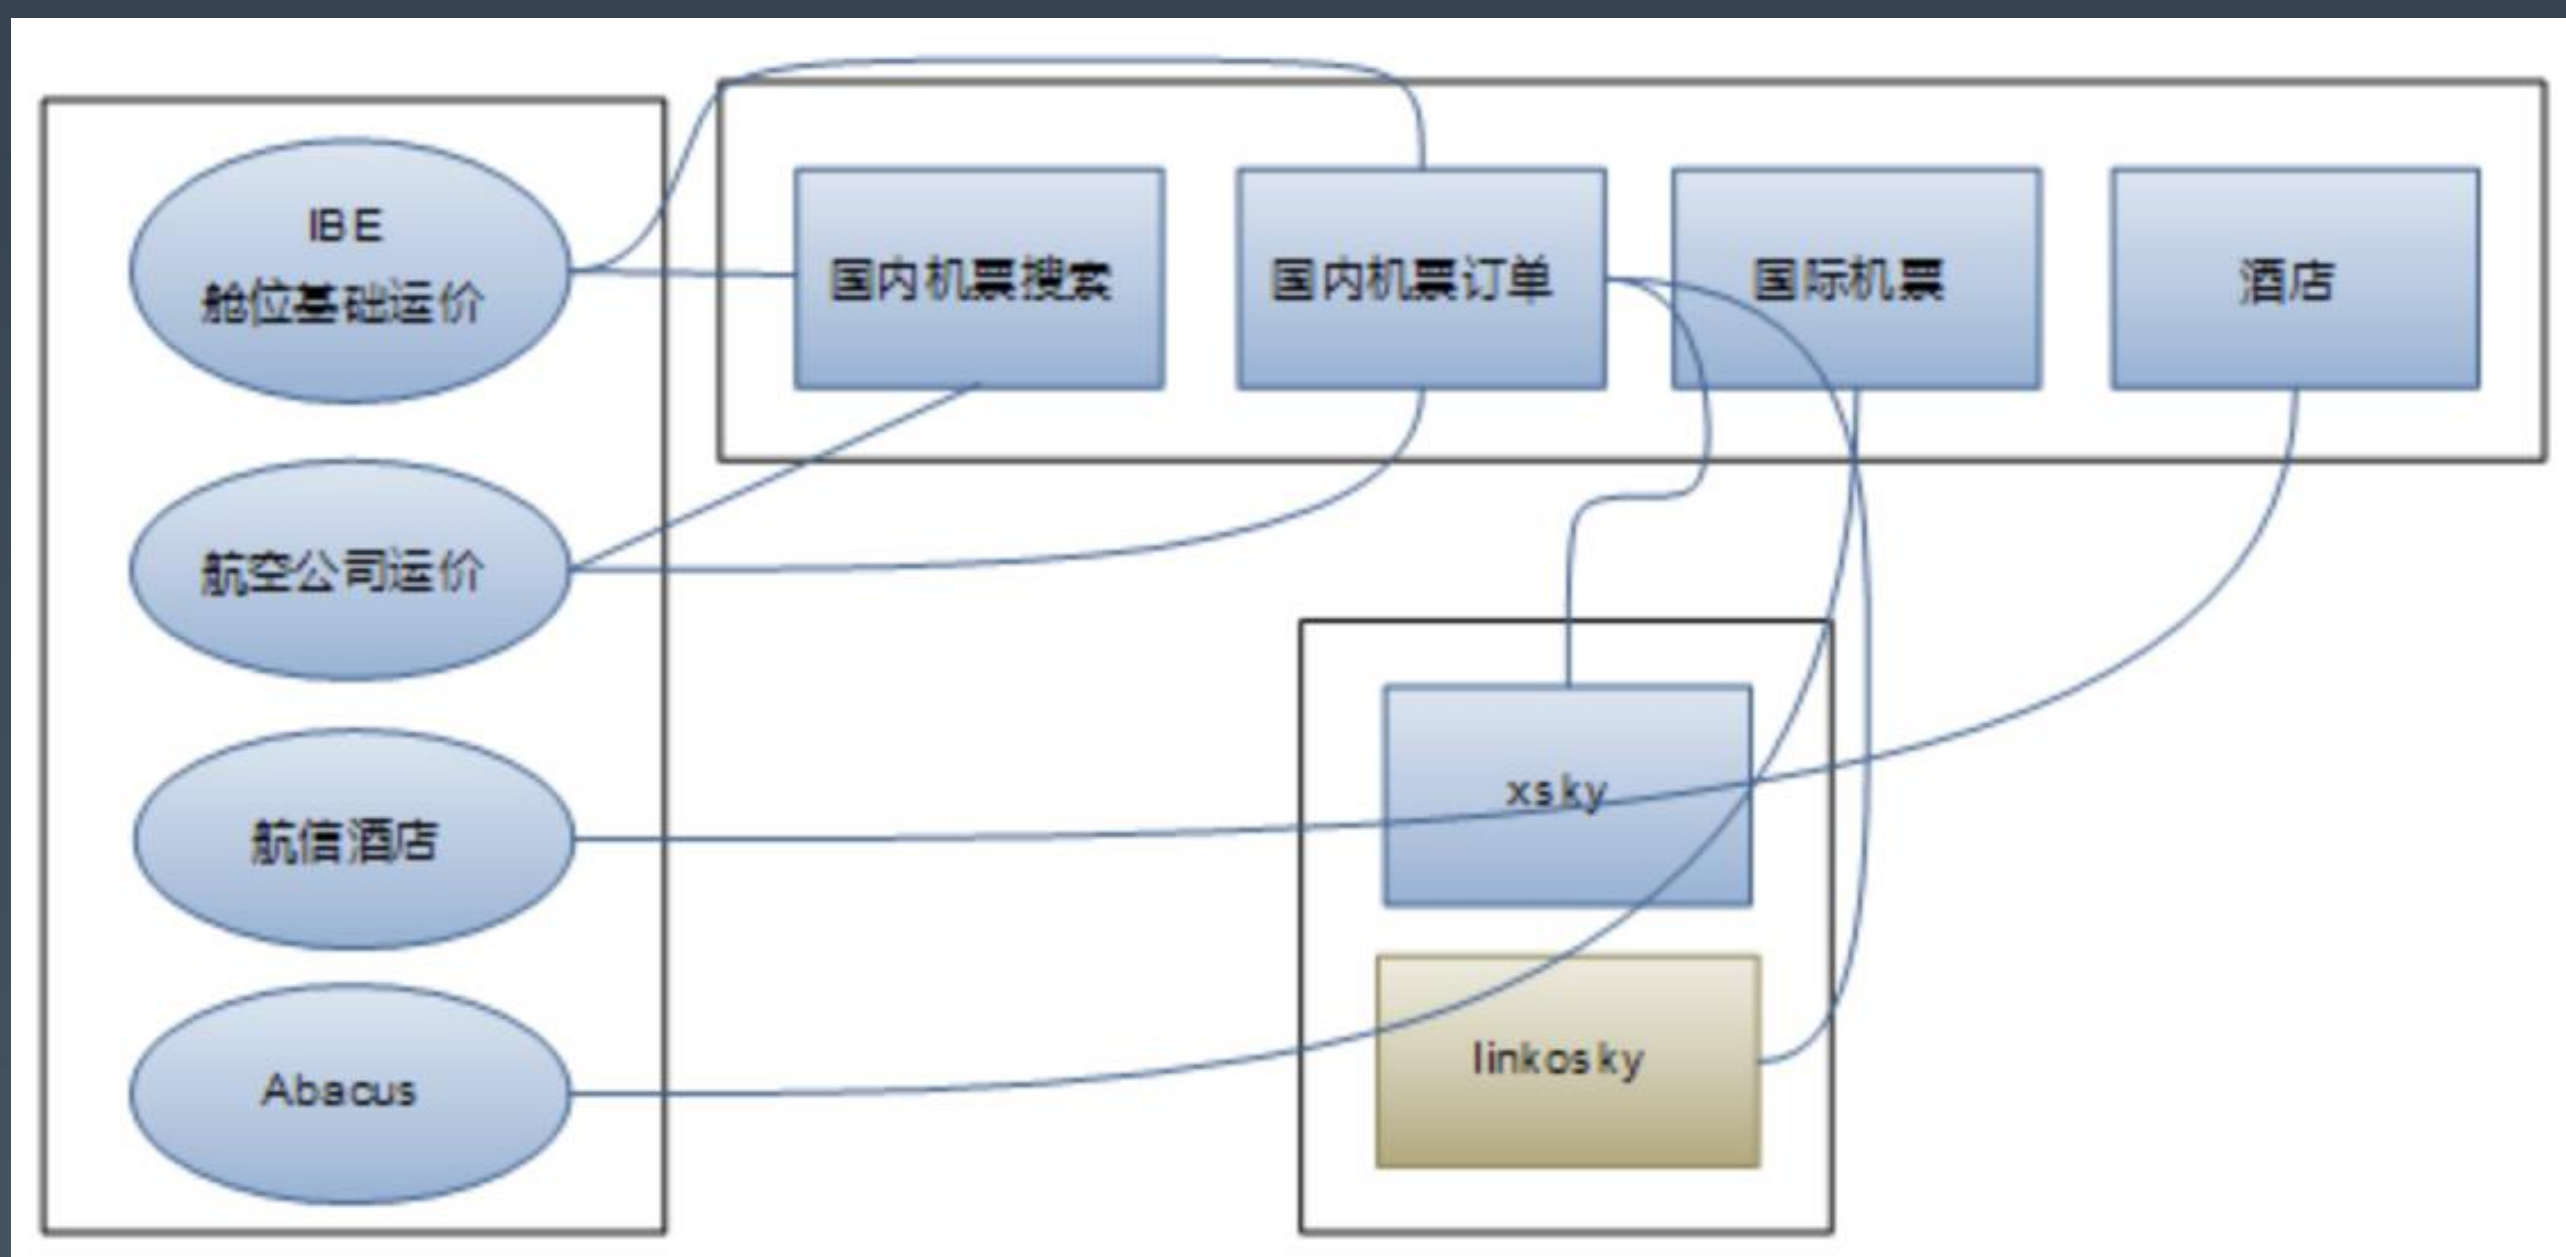 IBE
舱位基础运价
国内机票搜索
国内机票订单
国际机票
酒店
航空公司运价
航信酒店
xsky
Abacus
linkosky